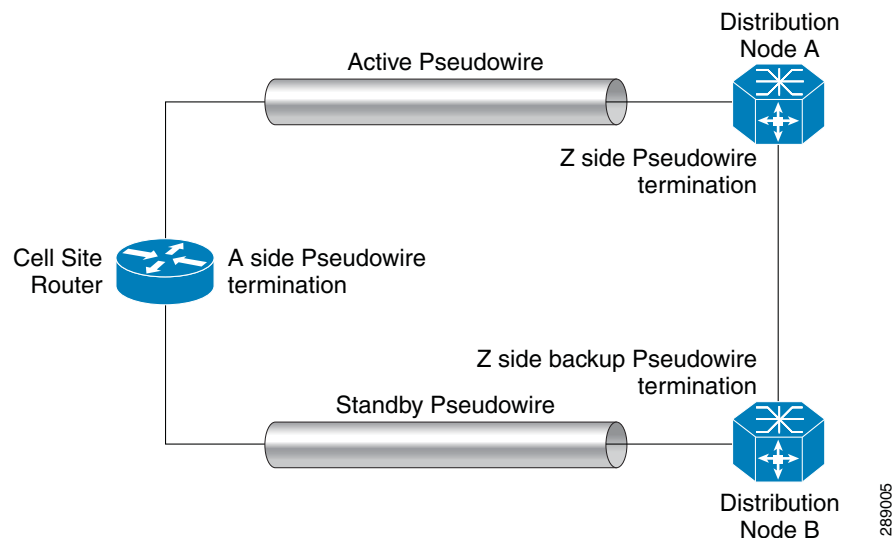 Distribution
Node A
Active Pseudowire
Z side Pseudowire
termination
Cell Site
Router
A side Pseudowire
termination
Z side backup Pseudowire
termination
Standby Pseudowire
Distribution
Node B
289005